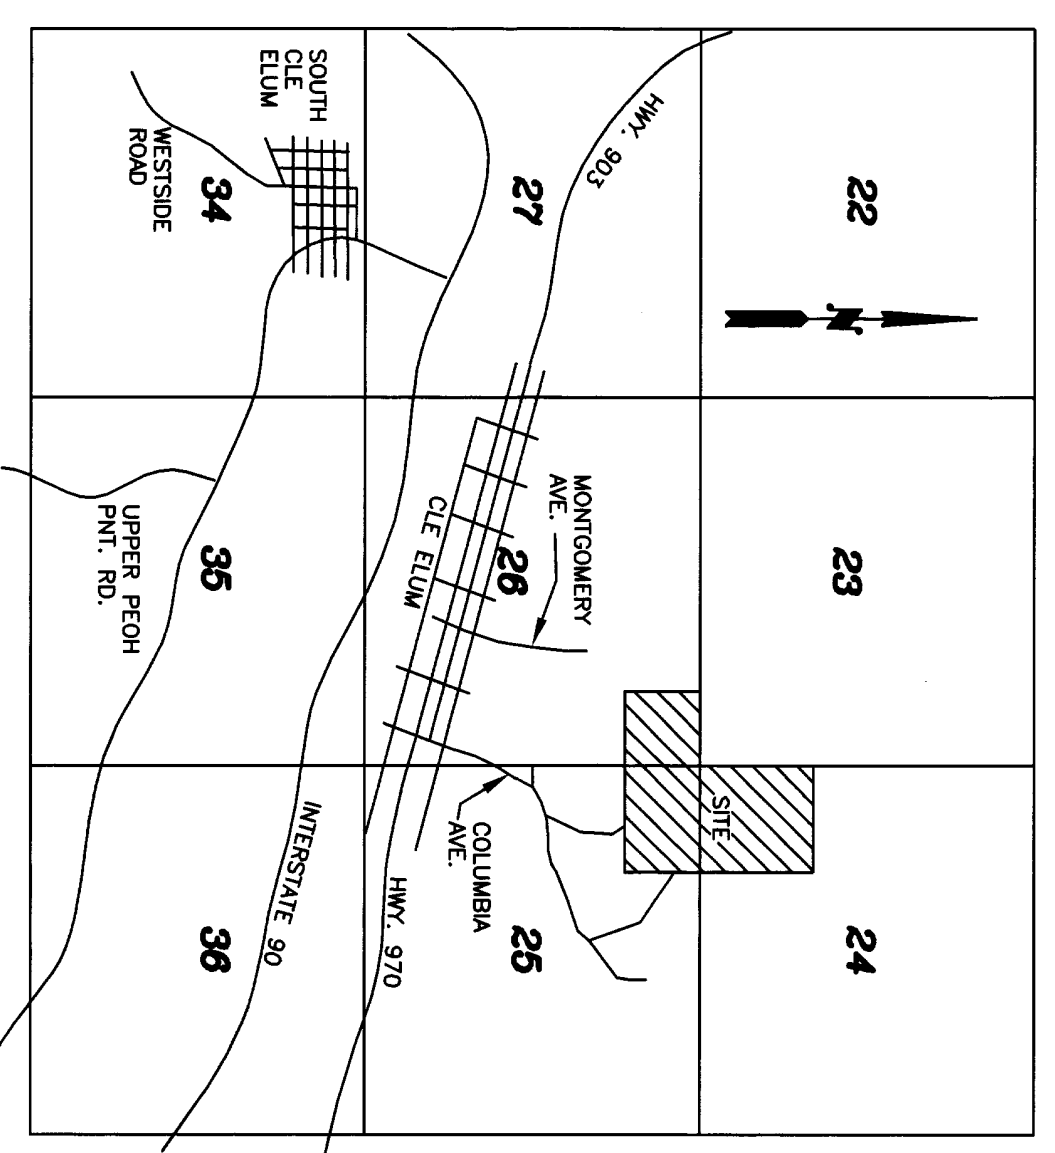 22
23
24
N
HWY. 903
27
MONTGOMERY
AVE.
26
CLE ELUM
SITE
COLUMBIA
AVE.
25
HWY. 970
SOUTH
CLE
ELUM
34
WESTSIDE
ROAD
35
UPPER PEOH
PNT. RD.
INTERSTATE 90
36